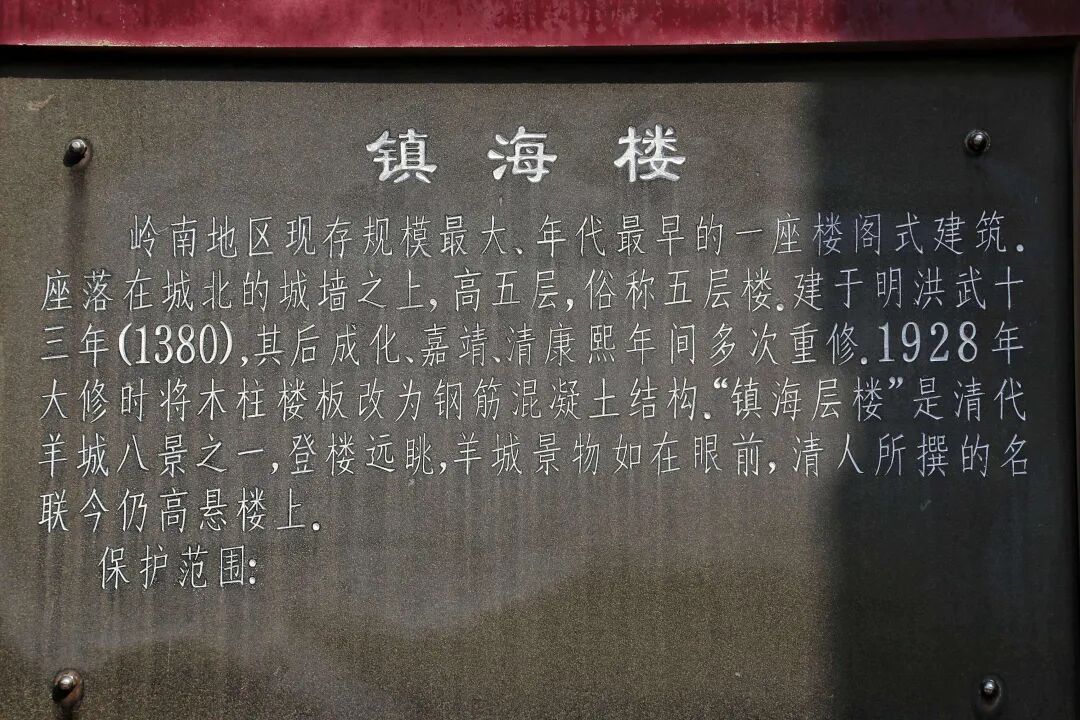 镇海楼
岭南地区现存规模最大、年代最早的一座楼阁式建筑.
座落在城北的城墙之上,高五层,俗称五层楼.建于明洪武十
三年(1380),其后成化、嘉靖、清康熙年间多次重修.1928年
大修时将木柱楼板改为钢筋混凝土结构.“镇海层楼”是清代
羊城八景之一,登楼远眺,羊城景物如在眼前,清人所撰的名
联今仍高悬楼上.
保护范围: